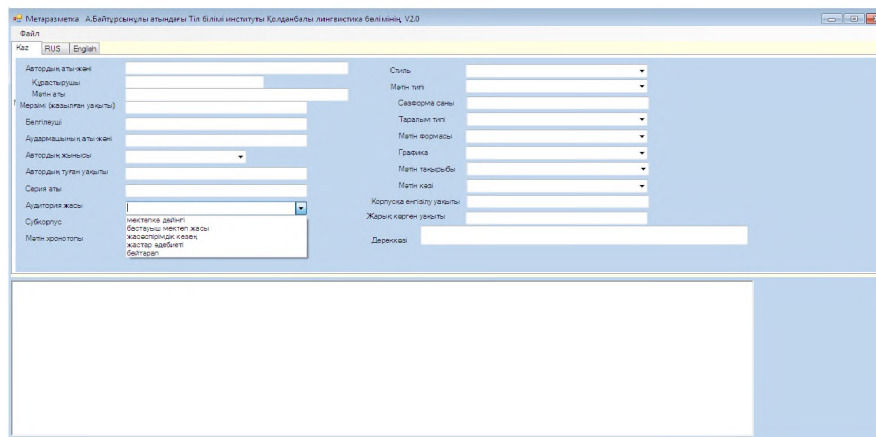 Метаразметка А.Байтұрсынұлы атындағы Тіл білімі институты Қолданбалы лингвистика бөлімінің V2.0
Файл
Kaz RUS English
Автордың аты-жөні
Құрастырушы
Мәтін аты
Мерзімі (жазылған уақыты)
Белгілеуші
Аудармашының аты-жөні
Автордың жынысы
Автордың туған уақыты
Серия аты
Аудитория жасы
мектепке дейінгі
бастауыш мектеп жасы
жасөспірімдік кезең
жастар әдебиеті
бейтарап
Субкорпус
Мәтін хронотопы
Стиль
Мәтін типі
Сөзформа саны
Таралым типі
Мәтін формасы
Графика
Мәтін тақырыбы
Мәтін көзі
Корпусқа енгізілу уақыты
Жарық көрген уақыты
Дереккөзі